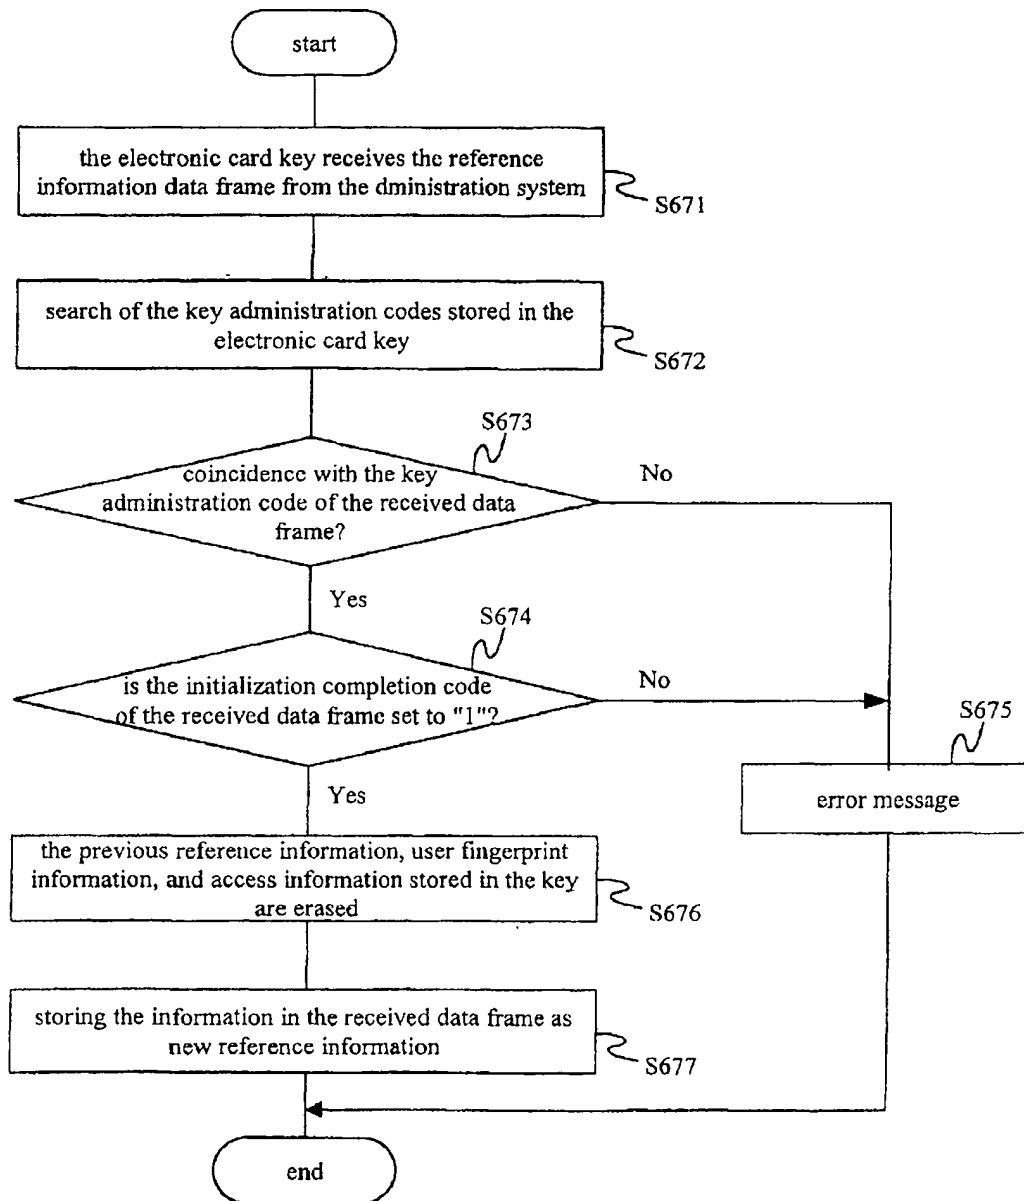 start
the electronic card key receives the reference
information data frame from the dministration system
S671
search of the key administration codes stored in the
electronic card key
S672
S673
coincidence with the key
administration code of the received data
frame?
No
Yes
S674
is the initialization completion code
of the received data frame set to "1"?
No
S675
error message
Yes
the previous reference information, user fingerprint
information, and access information stored in the key
are erased
S676
storing the information in the received data frame as
new reference information
S677
end